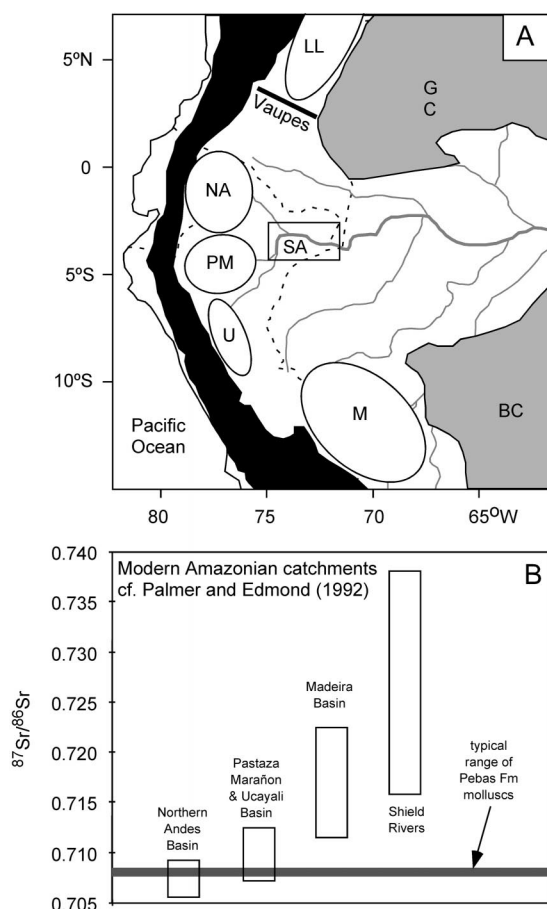 A
5ºN
0
5ºS
10ºS
LL
Vaupes
G
C
NA
SA
PM
U
M
BC
Pacific
Ocean
80
75
70
65ºW
B
Modern Amazonian catchments
cf. Palmer and Edmond (1992)
87Sr/86Sr
0.740
0.735
0.730
0.725
0.720
0.715
0.710
0.705
Northern
Andes
Basin
Pastaza
Marañon
& Ucayali
Basin
Madeira
Basin
Shield
Rivers
typical
range of
Pebas Fm
molluscs